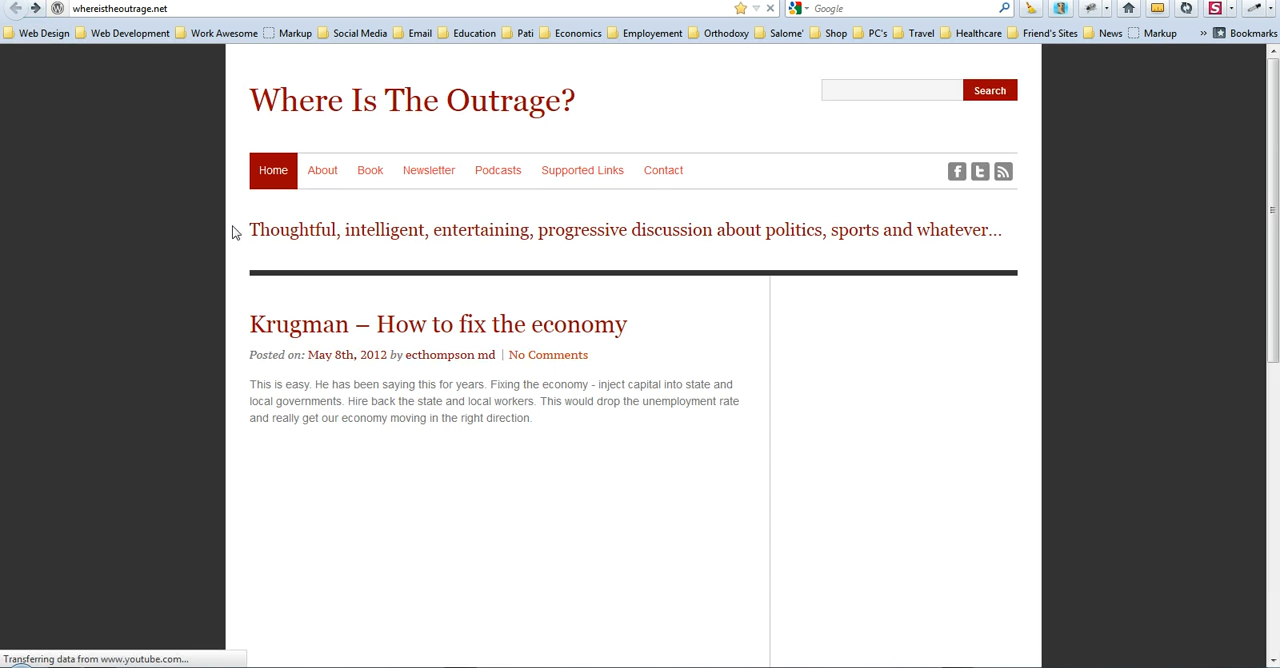 whereistheoutrage.net
Google
Web Design Web Development Work Awesome Markup Social Media Email Education Pati Economics Employement Orthodoxy Salome' Shop PC's Travel Healthcare Friend's Sites News Markup » Bookmarks
Where Is The Outrage?
Search
Home About Book Newsletter Podcasts Supported Links Contact
Thoughtful, intelligent, entertaining, progressive discussion about politics, sports and whatever...
Krugman – How to fix the economy
Posted on: May 8th, 2012 by ecthompson md | No Comments
This is easy. He has been saying this for years. Fixing the economy - inject capital into state and
local governments. Hire back the state and local workers. This would drop the unemployment rate
and really get our economy moving in the right direction.
Transferring data from www.youtube.com...